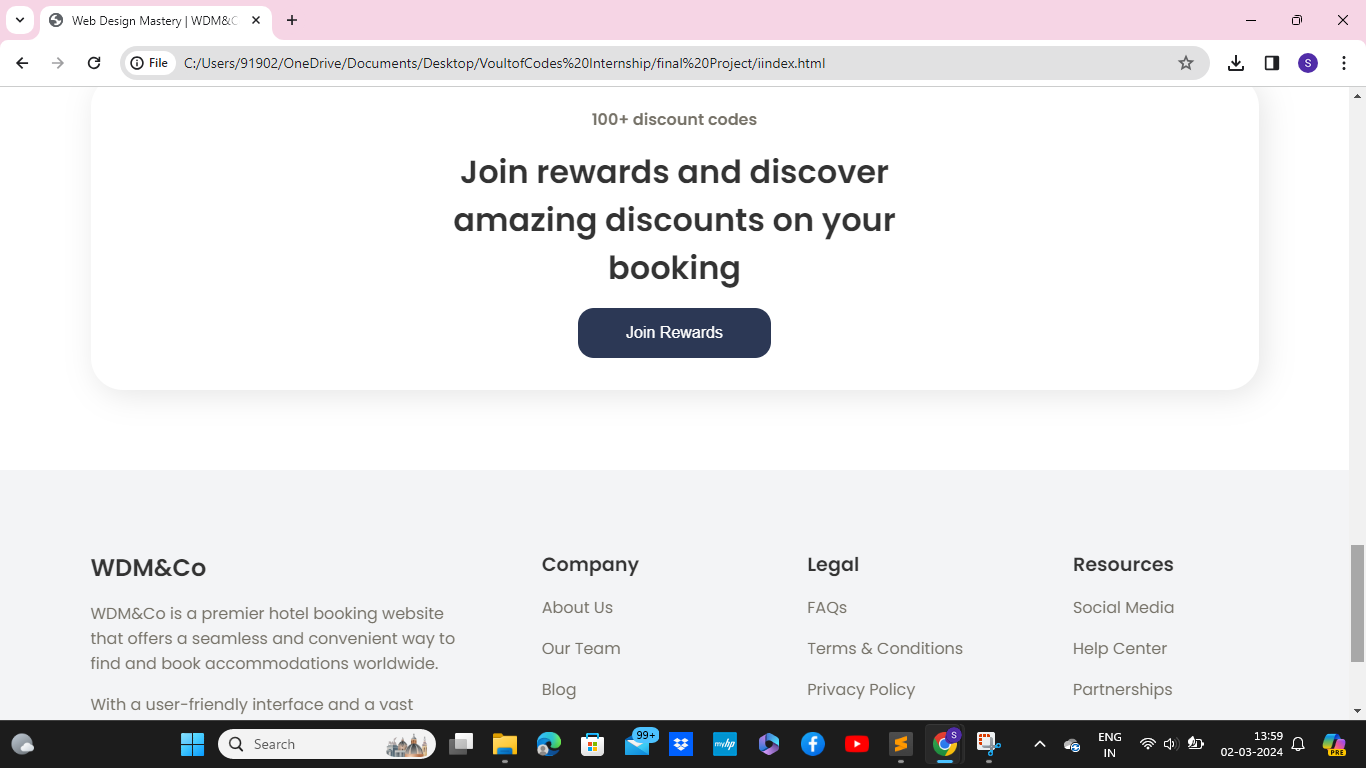 Web Design Mastery | WDM&C
File
C:/Users/91902/OneDrive/Documents/Desktop/VoultofCodes%20Internship/final%20Project/iindex.html
S
100+ discount codes
Join rewards and discover
amazing discounts on your
booking
Join Rewards
WDM&Co
WDM&Co is a premier hotel booking website
that offers a seamless and convenient way to
find and book accommodations worldwide.
With a user-friendly interface and a vast
Company
About Us
Our Team
Blog
Legal
FAQs
Terms & Conditions
Privacy Policy
Resources
Social Media
Help Center
Partnerships
Search
99+
myhp
S
ENG
IN
13:59
02-03-2024
PRE